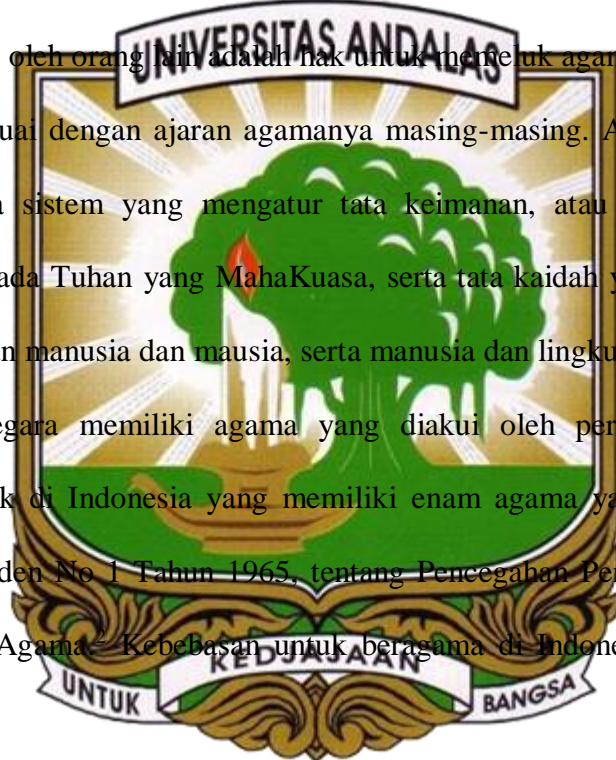 UNIVERSITAS ANDALAS
oleh orang lain adalah hak untuk memeluk agam
uai dengan ajaran agamanya masing-masing. A
sistem yang mengatur tata keimanan, atau
ada Tuhan yang MahaKuasa, serta tata kaidah y
n manusia dan mausia, serta manusia dan lingku
egara memiliki agama yang diakui oleh per
k di Indonesia yang memiliki enam agama ya
den No 1 Tahun 1965, tentang Pencegahan Pen
Agama.² Kebebasan untuk beragama di Indone
KEDJAJAAN
UNTUK
BANGSA